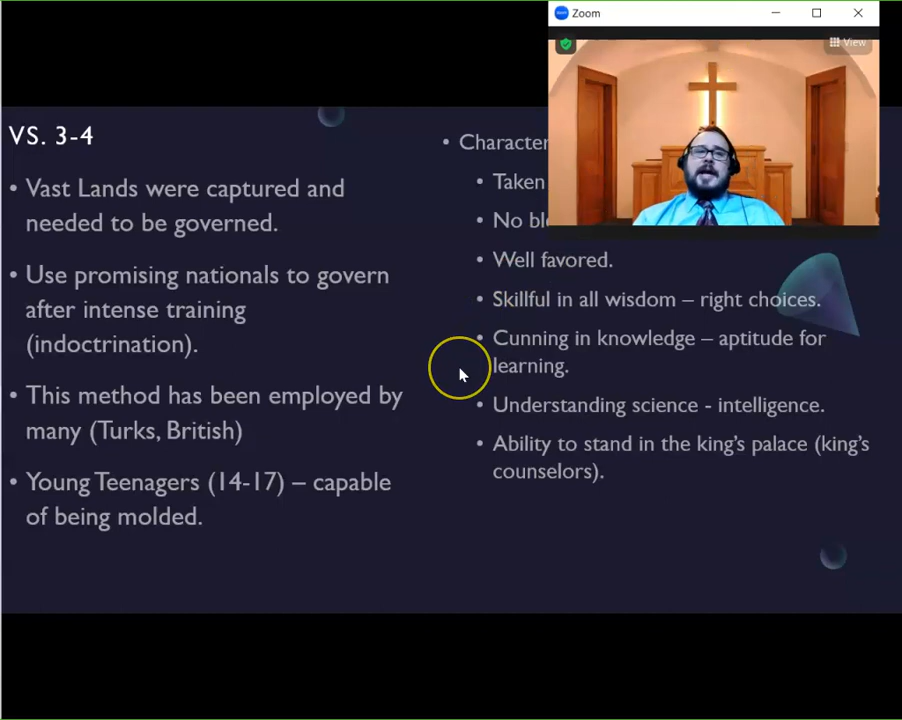 Zoom
View
VS. 3-4
• Vast Lands were captured and
needed to be governed.
• Use promising nationals to govern
after intense training
(indoctrination).
• This method has been employed by
many (Turks, British)
• Young Teenagers (14-17) – capable
of being molded.
• Character
• Taken
• No bl
• Well favored.
• Skillful in all wisdom – right choices.
• Cunning in knowledge – aptitude for
learning.
• Understanding science - intelligence.
• Ability to stand in the king's palace (king's
counselors).